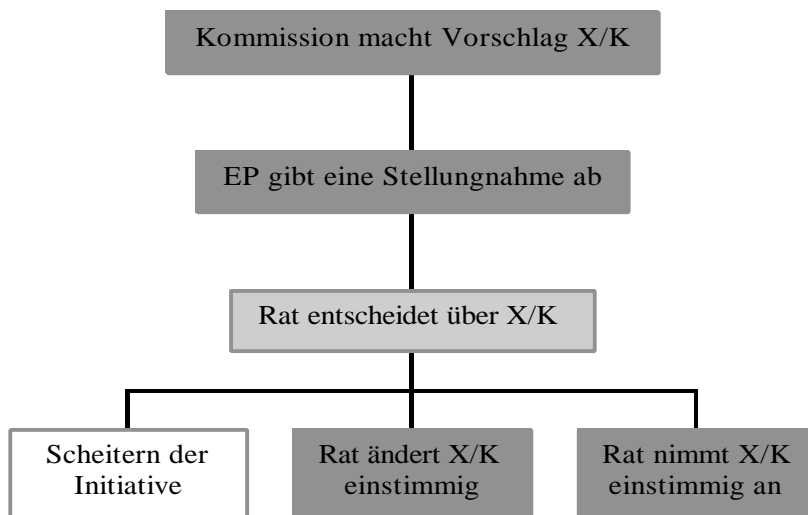 Kommission macht Vorschlag X/K
EP gibt eine Stellungnahme ab
Rat entscheidet über X/K
Scheitern der
Initiative
Rat ändert X/K
einstimmig
Rat nimmt X/K
einstimmig an